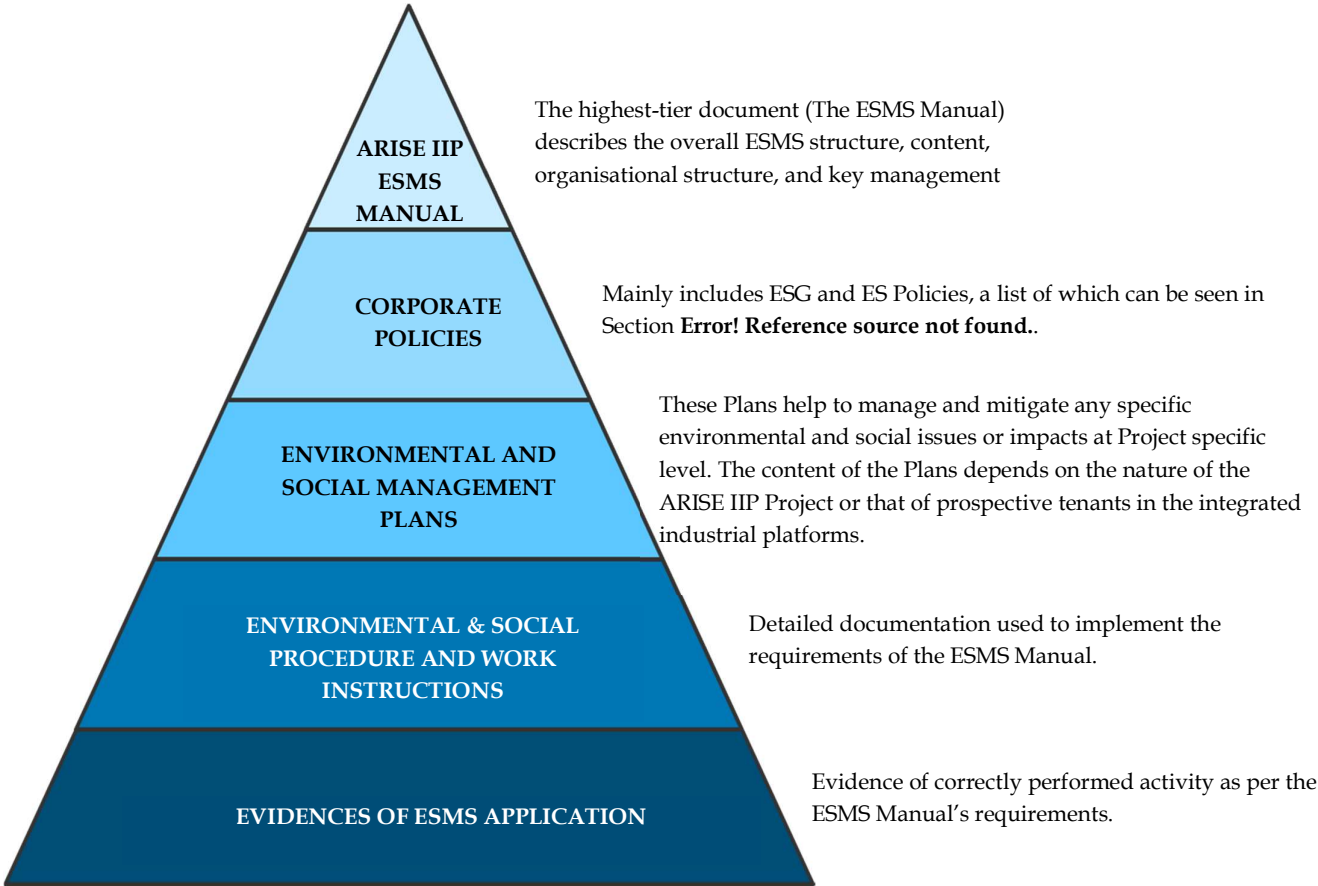 ARISE IIP
ESMS
MANUAL
The highest-tier document (The ESMS Manual)
describes the overall ESMS structure, content,
organisational structure, and key management
CORPORATE
POLICIES
Mainly includes ESG and ES Policies, a list of which can be seen in
Section Error! Reference source not found..
ENVIRONMENTAL AND
SOCIAL MANAGEMENT
PLANS
These Plans help to manage and mitigate any specific
environmental and social issues or impacts at Project specific
level. The content of the Plans depends on the nature of the
ARISE IIP Project or that of prospective tenants in the integrated
industrial platforms.
ENVIRONMENTAL & SOCIAL
PROCEDURE AND WORK
INSTRUCTIONS
Detailed documentation used to implement the
requirements of the ESMS Manual.
EVIDENCES OF ESMS APPLICATION
Evidence of correctly performed activity as per the
ESMS Manual’s requirements.